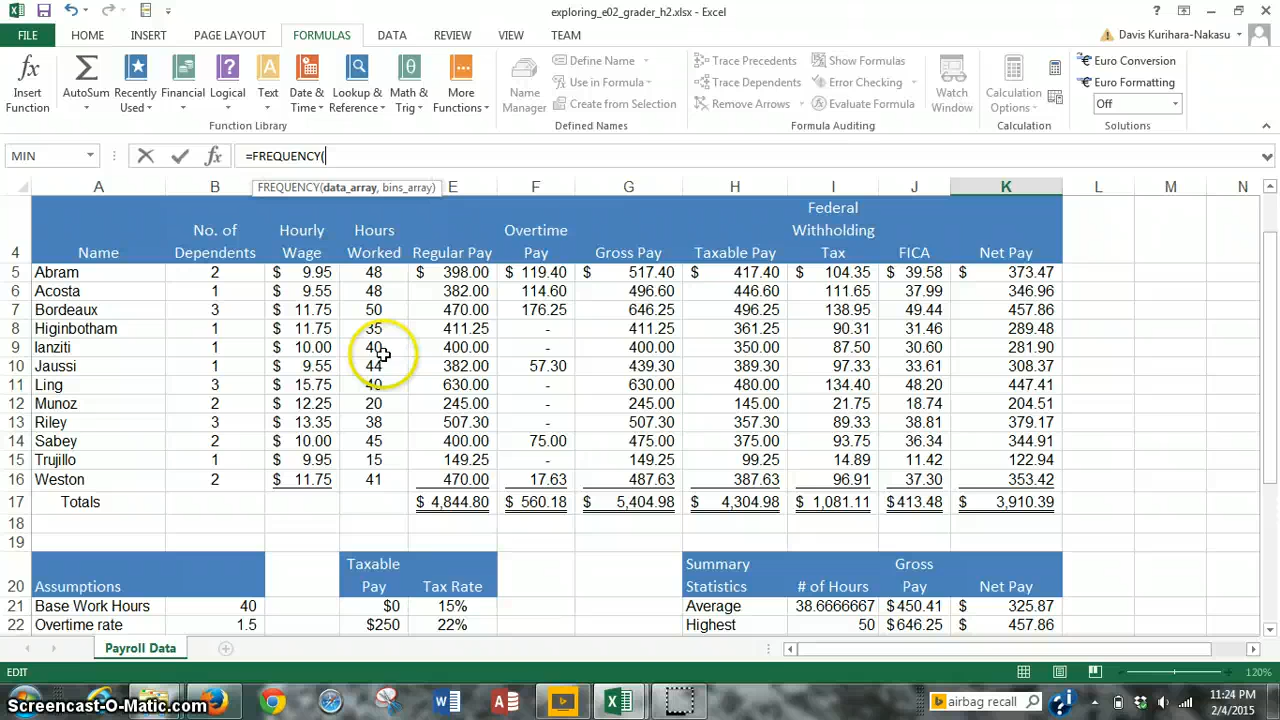 exploring_e02_grader_h2.xlsx - Excel
FILE HOME INSERT PAGE LAYOUT FORMULAS DATA REVIEW VIEW TEAM Davis Kurihara-Nakasu
fx Σ ? A θ
Insert Function AutoSum Recently Used Financial Logical Text Date & Time Lookup & Reference Math & Trig More Functions
Function Library
Name Manager Define Name Use in Formula Create from Selection
Defined Names
Trace Precedents Trace Dependents Remove Arrows Show Formulas Error Checking Evaluate Formula Watch Window
Formula Auditing
Calculation Options
Calculation
Euro Conversion
Euro Formatting
Off
Solutions
MIN fx =FREQUENCY(
FREQUENCY(data_array, bins_array)
A B E F G H I J K L M N
4 Name No. of Dependents Hourly Wage Hours Worked Regular Pay Overtime Pay Gross Pay Taxable Pay Federal Withholding Tax FICA Net Pay
5 Abram 2 $ 9.95 48 $ 398.00 $ 119.40 $ 517.40 $ 417.40 $ 104.35 $ 39.58 $ 373.47
6 Acosta 1 $ 9.55 48 382.00 114.60 496.60 446.60 111.65 37.99 346.96
7 Bordeaux 3 $ 11.75 50 470.00 176.25 646.25 496.25 138.95 49.44 457.86
8 Higinbotham 1 $ 11.75 35 411.25 - 411.25 361.25 90.31 31.46 289.48
9 Ianziti 1 $ 10.00 40 400.00 - 400.00 350.00 87.50 30.60 281.90
10 Jaussi 1 $ 9.55 44 382.00 57.30 439.30 389.30 97.33 33.61 308.37
11 Ling 3 $ 15.75 40 630.00 - 630.00 480.00 134.40 48.20 447.41
12 Munoz 2 $ 12.25 20 245.00 - 245.00 145.00 21.75 18.74 204.51
13 Riley 3 $ 13.35 38 507.30 - 507.30 357.30 89.33 38.81 379.17
14 Sabey 2 $ 10.00 45 400.00 75.00 475.00 375.00 93.75 36.34 344.91
15 Trujillo 1 $ 9.95 15 149.25 - 149.25 99.25 14.89 11.42 122.94
16 Weston 2 $ 11.75 41 470.00 17.63 487.63 387.63 96.91 37.30 353.42
17 Totals $ 4,844.80 $ 560.18 $ 5,404.98 $ 4,304.98 $ 1,081.11 $ 413.48 $ 3,910.39
18
19
20 Assumptions Taxable Pay Tax Rate Summary Statistics # of Hours Gross Pay Net Pay
21 Base Work Hours 40 $0 15% Average 38.6666667 $ 450.41 $ 325.87
22 Overtime rate 1.5 $250 22% Highest 50 $ 646.25 $ 457.86
Payroll Data
EDIT 120%
Screencast-O-Matic.com airbag recall 11:24 PM
2/4/2015